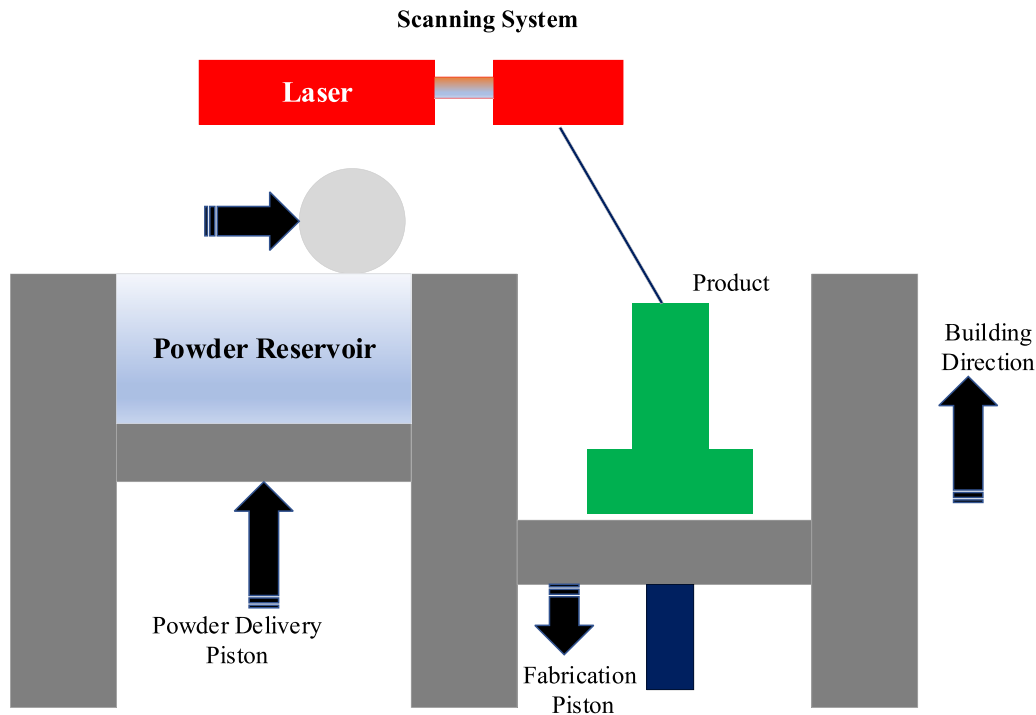 Scanning System
Laser
Product
Building
Direction
Powder Reservoir
Powder Delivery
Piston
Fabrication
Piston